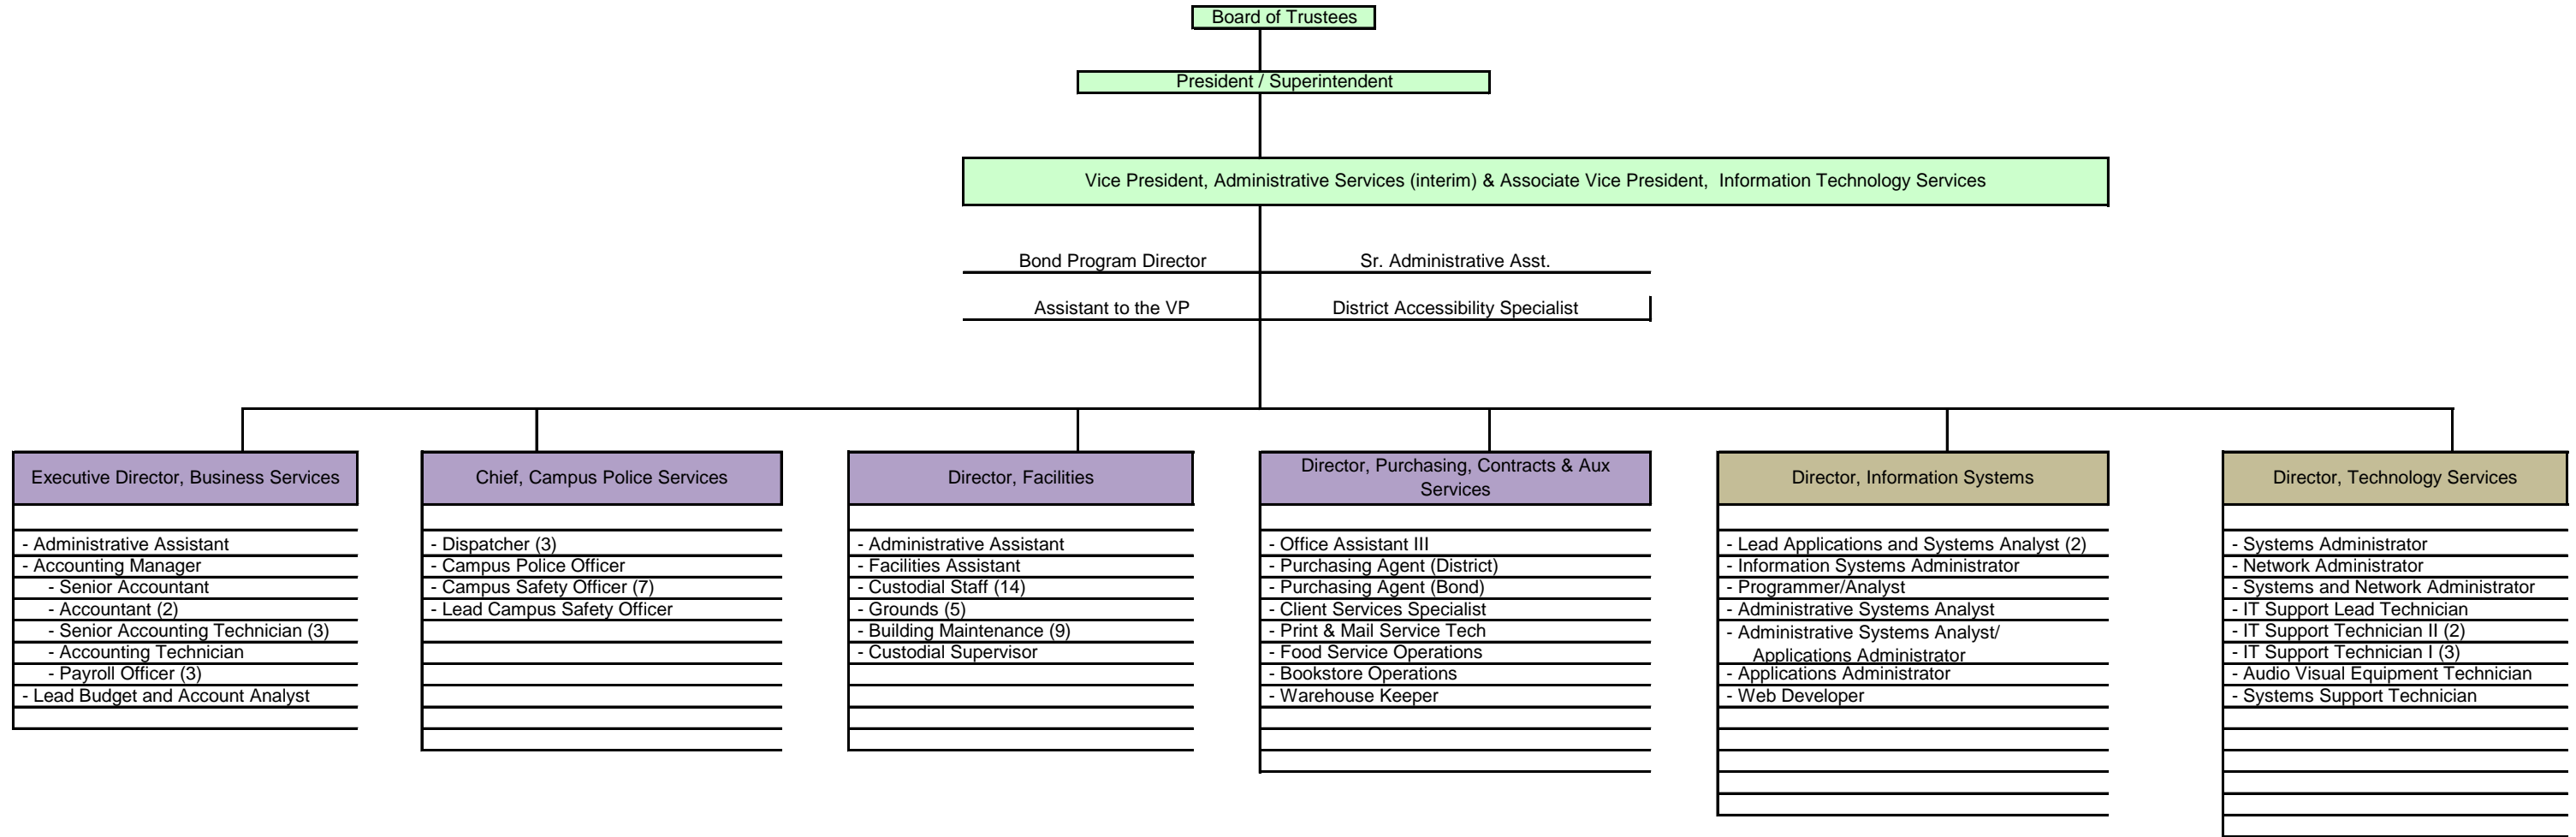 Board of Trustees
President / Superintendent
Vice President, Administrative Services (interim) & Associate Vice President,  Information Technology Services
Bond Program Director
Sr. Administrative Asst.
Assistant to the VP
District Accessibility Specialist
Executive Director, Business Services
- Administrative Assistant
- Accounting Manager
- Senior Accountant
- Accountant (2)
- Senior Accounting Technician (3)
- Accounting Technician
- Payroll Officer (3)
- Lead Budget and Account Analyst
Chief, Campus Police Services
- Dispatcher (3)
- Campus Police Officer
- Campus Safety Officer (7)
- Lead Campus Safety Officer
Director, Facilities
- Administrative Assistant
- Facilities Assistant
- Custodial Staff (14)
- Grounds (5)
- Building Maintenance (9)
- Custodial Supervisor
Director, Purchasing, Contracts & Aux
Services
- Office Assistant III
- Purchasing Agent (District)
- Purchasing Agent (Bond)
- Client Services Specialist
- Print & Mail Service Tech
- Food Service Operations
- Bookstore Operations
- Warehouse Keeper
Director, Information Systems
- Lead Applications and Systems Analyst (2)
- Information Systems Administrator
- Programmer/Analyst
- Administrative Systems Analyst
- Administrative Systems Analyst/
Applications Administrator
- Applications Administrator
- Web Developer
Director, Technology Services
- Systems Administrator
- Network Administrator
- Systems and Network Administrator
- IT Support Lead Technician
- IT Support Technician II (2)
- IT Support Technician I (3)
- Audio Visual Equipment Technician
- Systems Support Technician